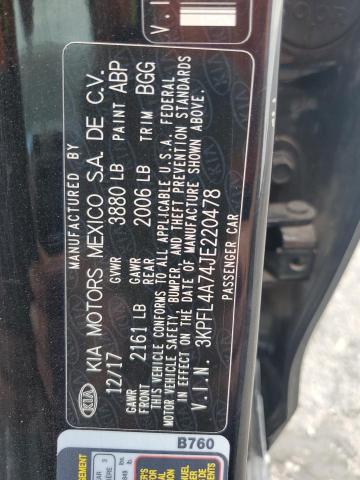 MANUFACTURED BY
KIA KIA MOTORS MEXICO S.A. DE C.V.
12/17 GVWR 3880 LB PAINT ABP
GAWR FRONT 2161 LB GAWR REAR 2006 LB TRIM BGG
THIS VEHICLE CONFORMS TO ALL APPLICABLE U.S.A. FEDERAL
MOTOR VEHICLE SAFETY, BUMPER, AND THEFT PREVENTION STANDARDS
IN EFFECT ON THE DATE OF MANUFACTURE SHOWN ABOVE.
V.I.N. 3KPFL4A74JE220478
PASSENGER CAR
B760
V.I